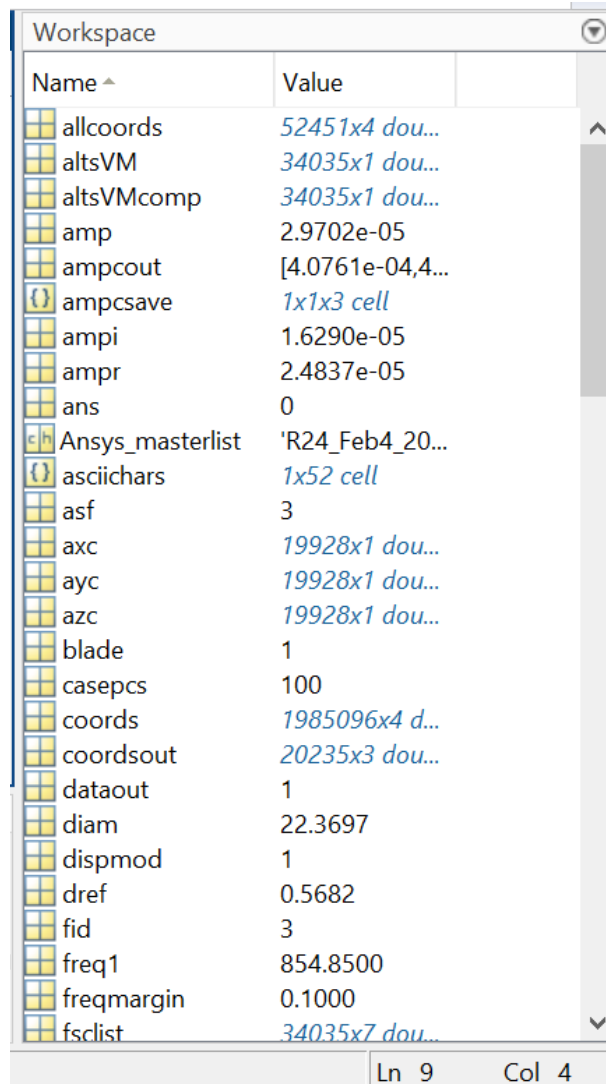 Workspace
Name Value
allcoords 52451x4 dou...
altsVM 34035x1 dou...
altsVMcomp 34035x1 dou...
amp 2.9702e-05
ampcout [4.0761e-04,4...
{} ampcsave 1x1x3 cell
ampi 1.6290e-05
ampr 2.4837e-05
ans 0
ch Ansys_masterlist 'R24_Feb4_20...
{} asciichars 1x52 cell
asf 3
axc 19928x1 dou...
ayc 19928x1 dou...
azc 19928x1 dou...
blade 1
casepcs 100
coords 1985096x4 d...
coordsout 20235x3 dou...
dataout 1
diam 22.3697
dispmod 1
dref 0.5682
fid 3
freq1 854.8500
freqmargin 0.1000
fsclist 34035x7 dou...
Ln 9 Col 4